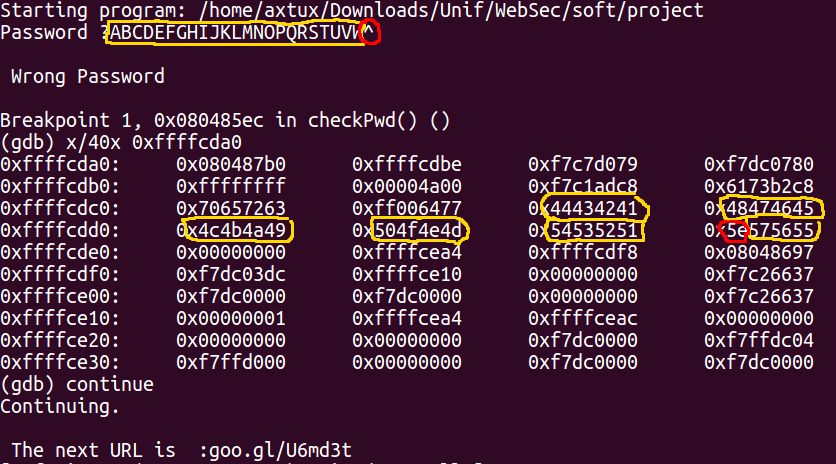 Starting program: /home/axtux/Downloads/Unif/WebSec/soft/project
Password :ABCDEFGHIJKLMNOPQRSTUVW^
Wrong Password
Breakpoint 1, 0x080485ec in checkPwd() ()
(gdb) x/40x 0xffffcda0
0xffffcda0: 0x080487b0 0xffffcdbe 0xf7c7d079 0xf7dc0780
0xffffcdb0: 0xffffffff 0x00004a00 0xf7c1adc8 0x6173b2c8
0xffffcdc0: 0x70657263 0xff006477 0x44434241 0x48474645
0xffffcdd0: 0x4c4b4a49 0x504f4e4d 0x54535251 0x5e575655
0xffffcde0: 0x00000000 0xffffcea4 0xffffcdf8 0x08048697
0xffffcdf0: 0xf7dc03dc 0xffffce10 0x00000000 0xf7c26637
0xffffce00: 0xf7dc0000 0xf7dc0000 0x00000000 0xf7c26637
0xffffce10: 0x00000001 0xffffcea4 0xffffceac 0x00000000
0xffffce20: 0x00000000 0x00000000 0xf7dc0000 0xf7ffdc04
0xffffce30: 0xf7ffd000 0x00000000 0xf7dc0000 0xf7dc0000
(gdb) continue
Continuing.
The next URL is :goo.gl/U6md3t